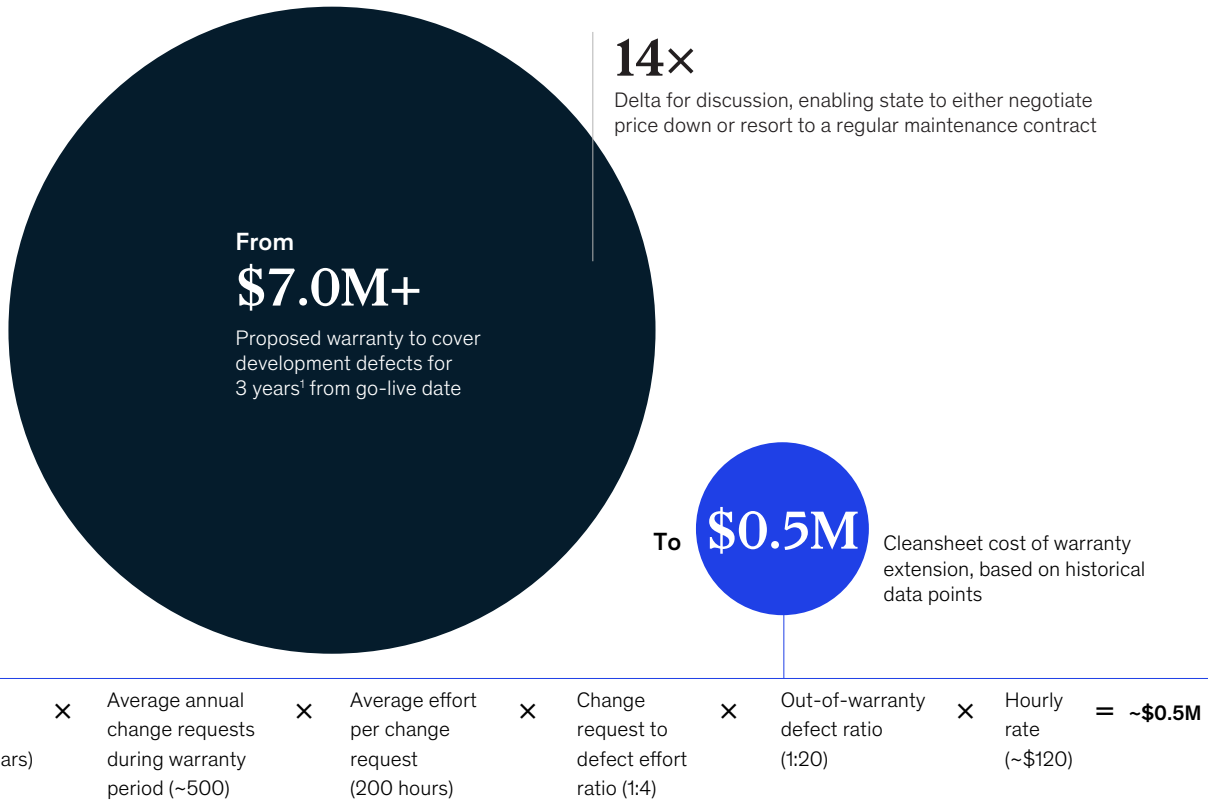 14×
Delta for discussion, enabling state to either negotiate
price down or resort to a regular maintenance contract
From
$7.0M+
Proposed warranty to cover
development defects for
3 years¹ from go-live date
To
$0.5M
Cleansheet cost of warranty
extension, based on historical
data points
ars)
×
Average annual
change requests
during warranty
period (~500)
×
Average effort
per change
request
(200 hours)
×
Change
request to
defect effort
ratio (1:4)
×
Out-of-warranty
defect ratio
(1:20)
×
Hourly
rate
(~$120)
= ~$0.5M